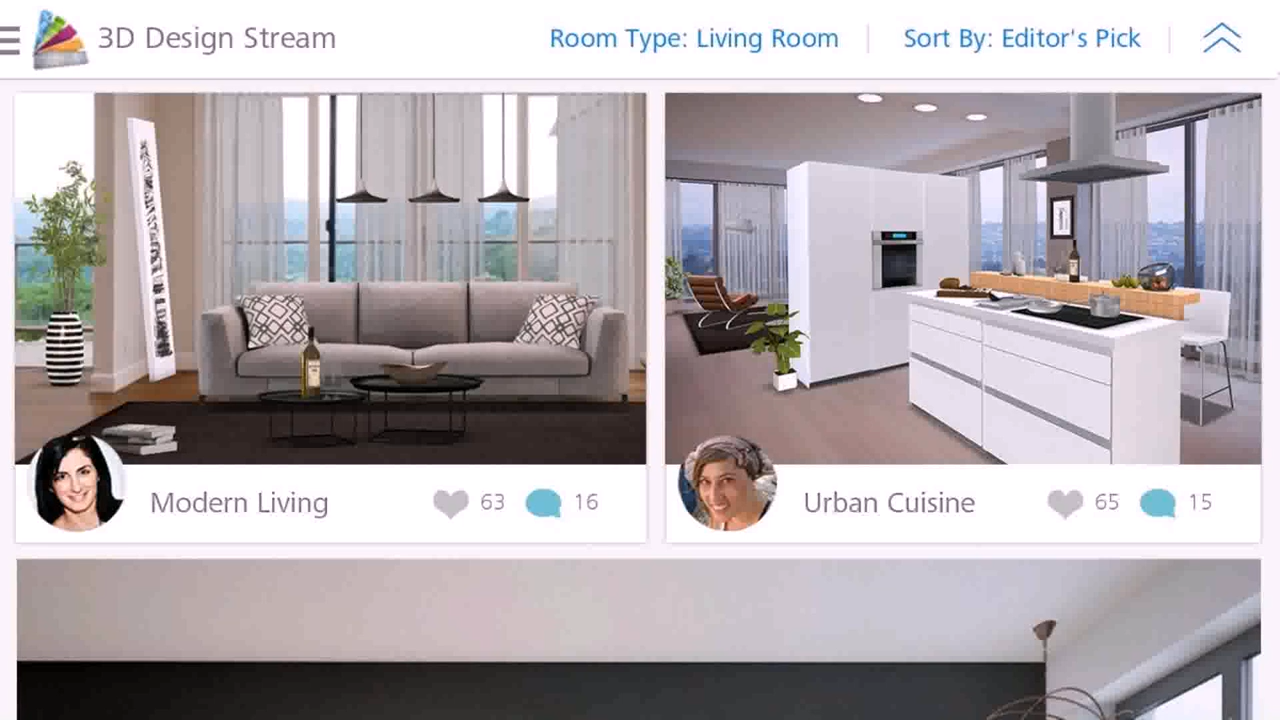 3D Design Stream
Room Type: Living Room
Sort By: Editor's Pick
Modern Living
63
16
Urban Cuisine
65
15